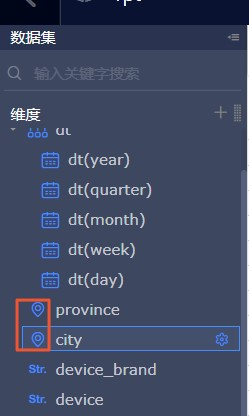 数据集
输入关键字搜索
维度
dt
dt(year)
dt(quarter)
dt(month)
dt(week)
dt(day)
province
city
Str. device_brand
Str. device